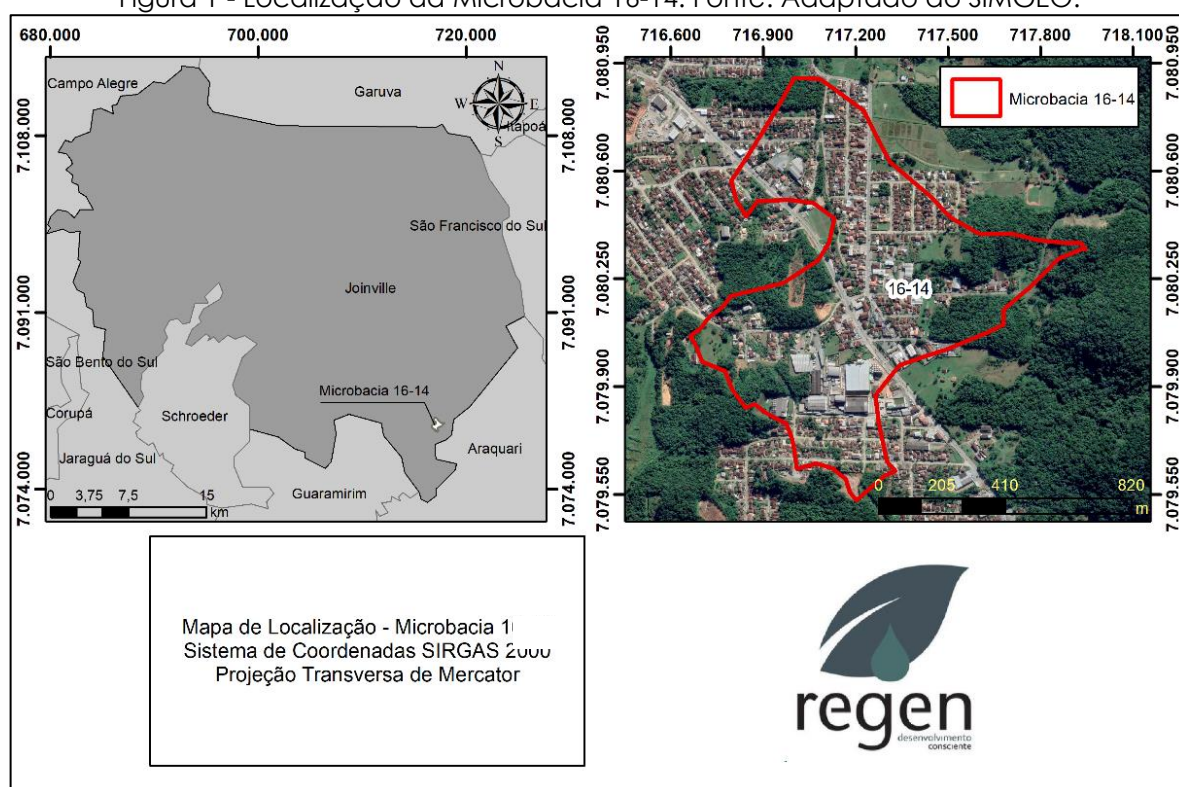 Figura 1 - Localização da Microbacia 16-14. Fonte: Adaptado do SIMGEO.
680.000 700.000 720.000
7.108.000
7.091.000
7.074.000
7.108.000
7.091.000
7.074.000
Campo Alegre
Garuva
N
W E
S
Itapoá
São Francisco do Sul
Joinville
São Bento do Sul
Microbacia 16-14
Corupá
Schroeder
Araquari
Jaraguá do Sul
Guaramirim
0 3,75 7,5 15
km
716.600 716.900 717.200 717.500 717.800 718.100
7.080.950
7.080.600
7.080.250
7.079.900
7.079.550
7.080.950
7.080.600
7.080.250
7.079.900
7.079.550
Microbacia 16-14
16-14
0 205 410 820
m
Mapa de Localização - Microbacia
Sistema de Coordenadas SIRGAS 2000
Projeção Transversa de Mercator
regen
desenvolvimento
consciente